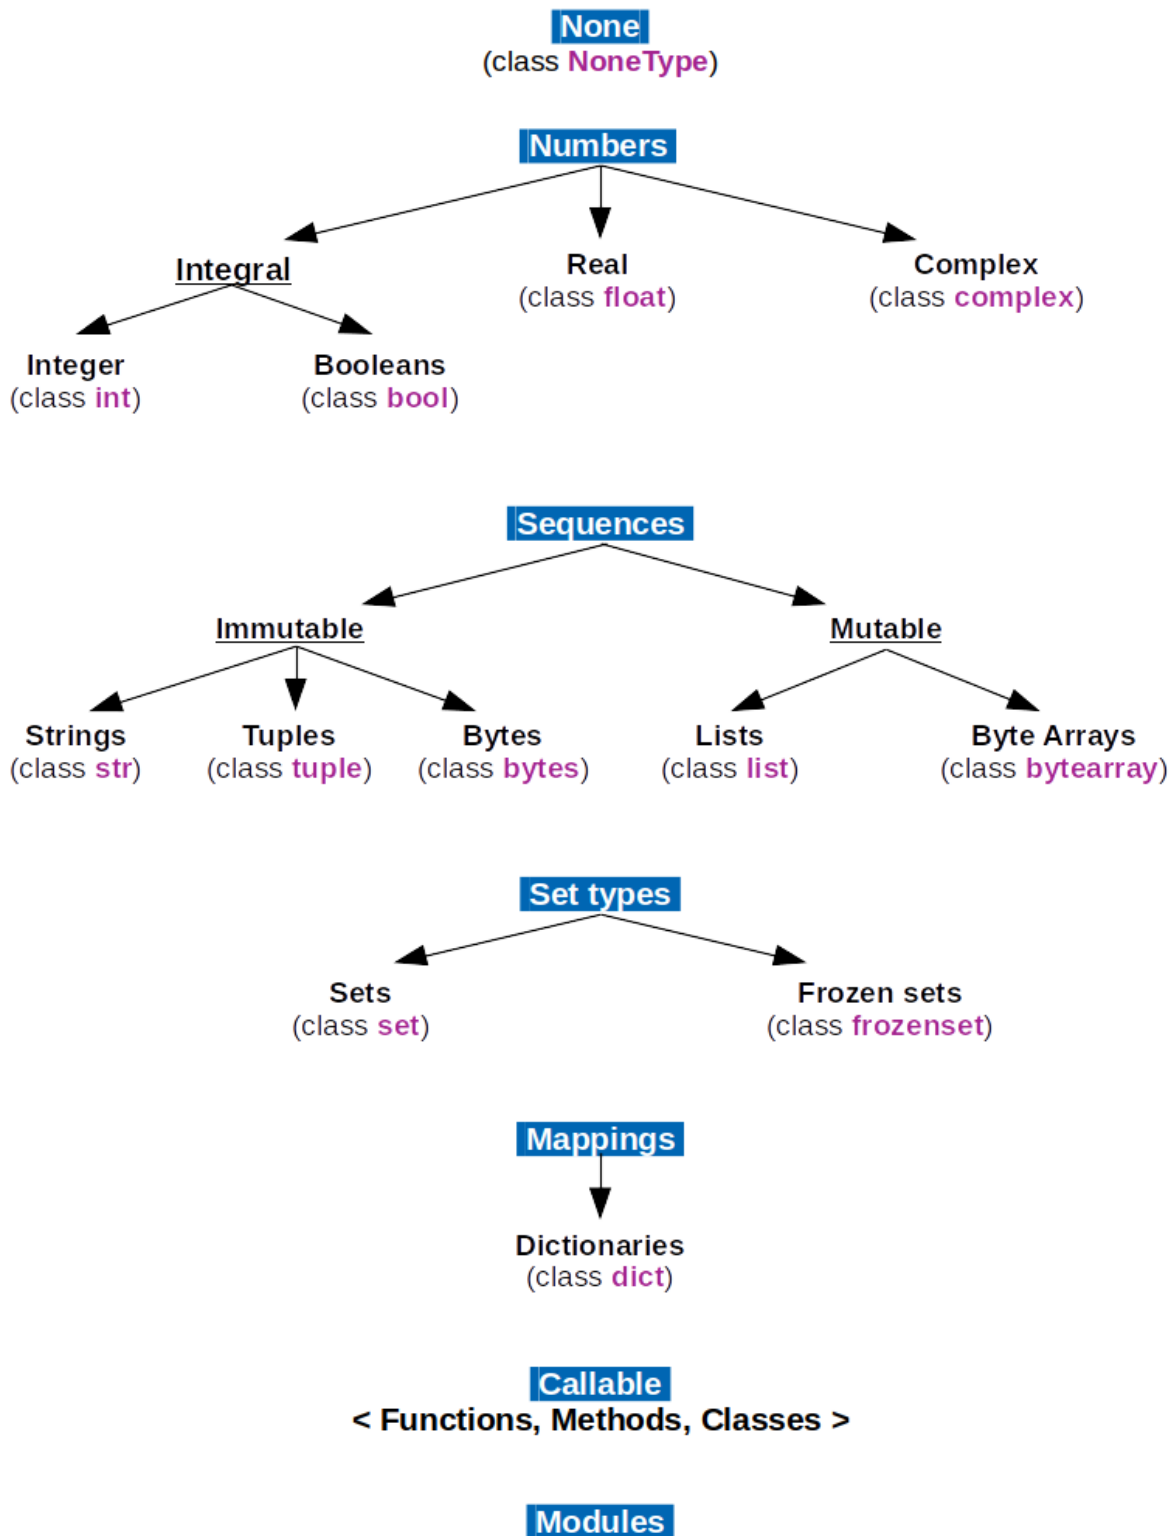 None
(class NoneType)
Numbers
Integral
Real
(class float)
Complex
(class complex)
Integer
(class int)
Booleans
(class bool)
Sequences
Immutable
Mutable
Strings
(class str)
Tuples
(class tuple)
Bytes
(class bytes)
Lists
(class list)
Byte Arrays
(class bytearray)
Set types
Sets
(class set)
Frozen sets
(class frozenset)
Mappings
Dictionaries
(class dict)
Callable
< Functions, Methods, Classes >
Modules